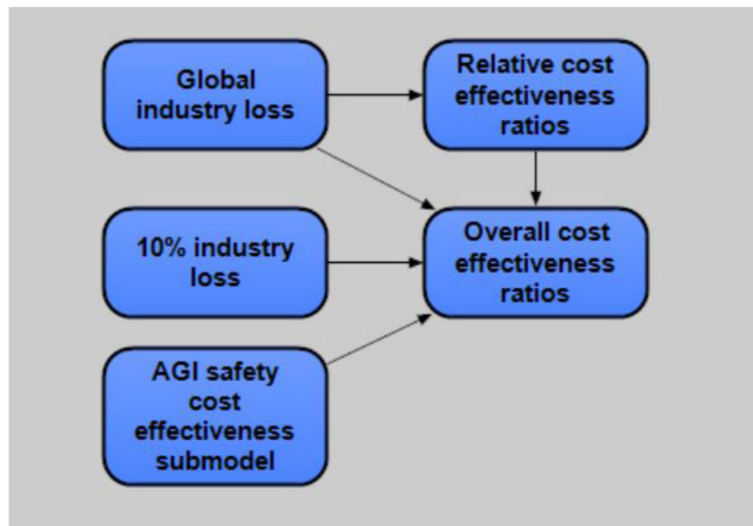 Global
industry loss
Relative cost
effectiveness
ratios
10% industry
loss
Overall cost
effectiveness
ratios
AGI safety
cost
effectiveness
submodel